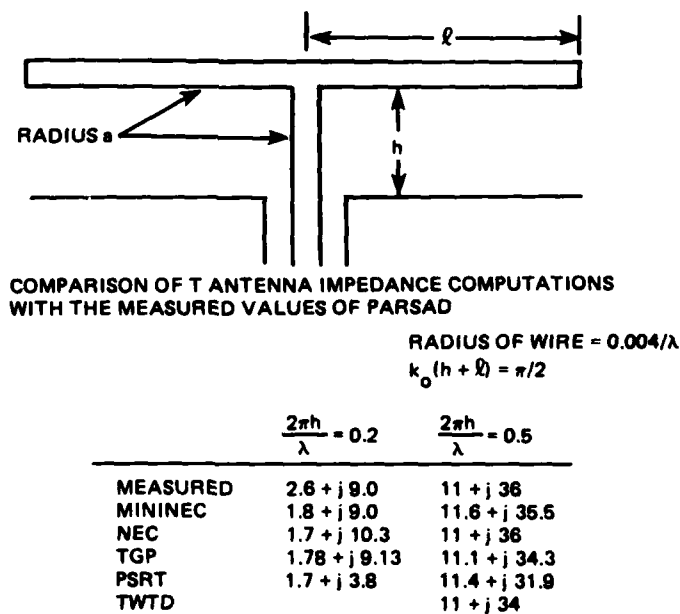 ℓ
RADIUS a
h
COMPARISON OF T ANTENNA IMPEDANCE COMPUTATIONS
WITH THE MEASURED VALUES OF PARSAD
RADIUS OF WIRE = 0.004/λ
k₀(h + ℓ) = π/2
2πh/λ = 0.2 2πh/λ = 0.5
MEASURED 2.6 + j 9.0 11 + j 36
MININEC 1.8 + j 9.0 11.6 + j 35.5
NEC 1.7 + j 10.3 11 + j 36
TGP 1.78 + j 9.13 11.1 + j 34.3
PSRT 1.7 + j 3.8 11.4 + j 31.9
TWTD 11 + j 34